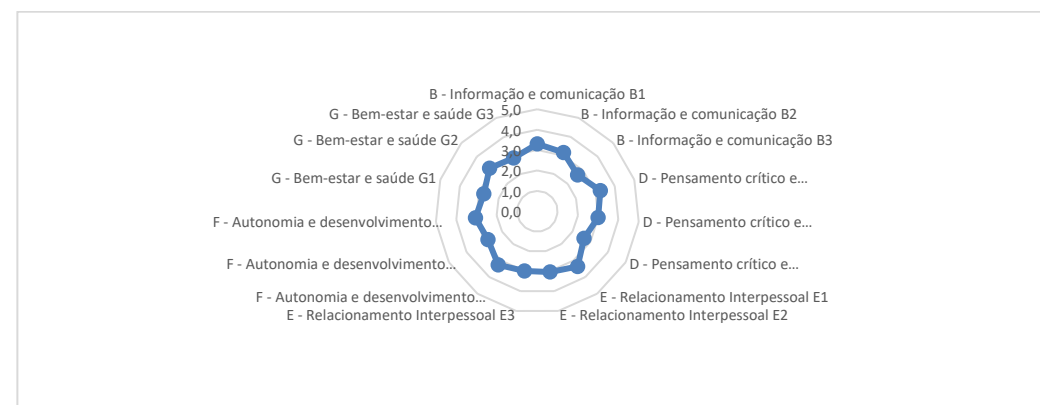 B - Informação e comunicação B1
G - Bem-estar e saúde G3
5,0
B - Informação e comunicação B2
4,0
G - Bem-estar e saúde G2
B - Informação e comunicação B3
3,0
2,0
G - Bem-estar e saúde G1
D - Pensamento crítico e...
1,0
0,0
F - Autonomia e desenvolvimento...
D - Pensamento crítico e...
F - Autonomia e desenvolvimento...
D - Pensamento crítico e...
F - Autonomia e desenvolvimento...
E - Relacionamento Interpessoal E1
E - Relacionamento Interpessoal E3
E - Relacionamento Interpessoal E2